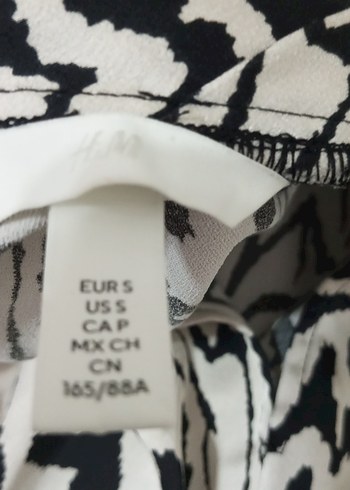 H&M
EUR S
US S
CA P
MX CH
CN
165/88A